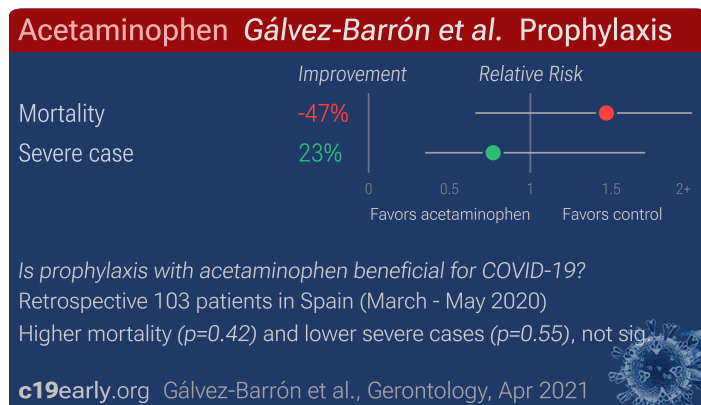 Acetaminophen Gálvez-Barrón et al. Prophylaxis
Improvement Relative Risk
Mortality -47%
Severe case 23%
0 0.5 1 1.5 2+
Favors acetaminophen Favors control
Is prophylaxis with acetaminophen beneficial for COVID-19?
Retrospective 103 patients in Spain (March - May 2020)
Higher mortality (p=0.42) and lower severe cases (p=0.55), not sig.
c19early.org Gálvez-Barrón et al., Gerontology, Apr 2021